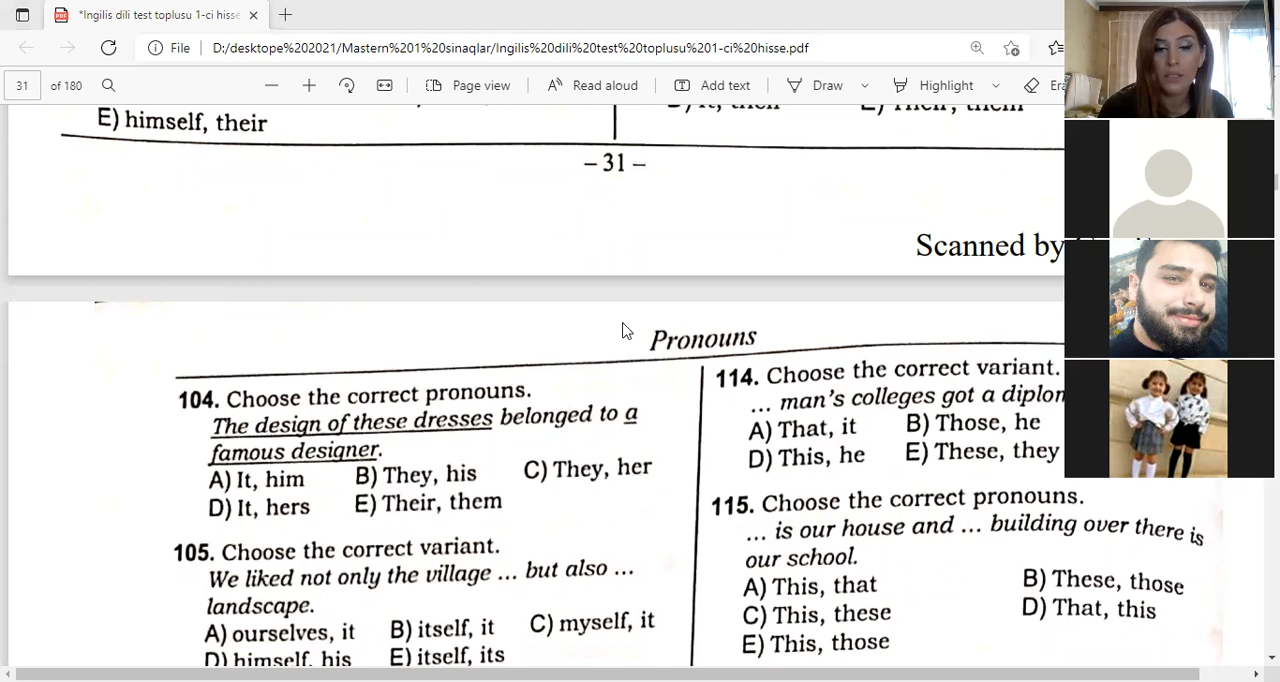 *Ingilis dili test toplusu 1-ci hisse
File
D:/desktope%202021/Mastern%201%20sinaqlar/Ingilis%20dili%20test%20toplusu%201-ci%20hisse.pdf
31 of 180
Page view
Read aloud
Add text
Draw
Highlight
E) himself, their
– 31 –
Scanned by
Pronouns
104. Choose the correct pronouns.
The design of these dresses belonged to a
famous designer.
A) It, him B) They, his C) They, her
D) It, hers E) Their, them
105. Choose the correct variant.
We liked not only the village ... but also ...
landscape.
A) ourselves, it B) itself, it C) myself, it
D) himself, his E) itself, its
114. Choose the correct variant.
... man's colleges got a diplom
A) That, it B) Those, he
D) This, he E) These, they
115. Choose the correct pronouns.
... is our house and ... building over there is
our school.
A) This, that B) These, those
C) This, these D) That, this
E) This, those